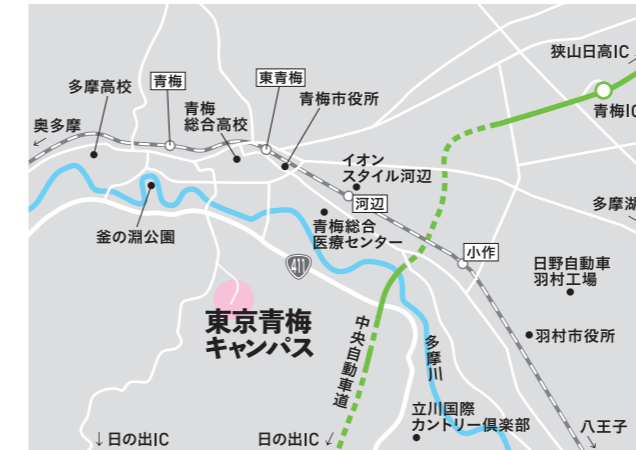 狭山日高IC
青梅IC
多摩高校
青梅
東青梅
青梅市役所
青梅
総合高校
奥多摩
イオン
スタイル河辺
河辺
多摩湖
釜の淵公園
青梅総合
医療センター
小作
日野自動車
羽村工場
411
東京青梅
キャンパス
羽村市役所
中央自動車道
多摩川
立川国際
カントリー倶楽部
八王子
↓日の出IC
日の出IC